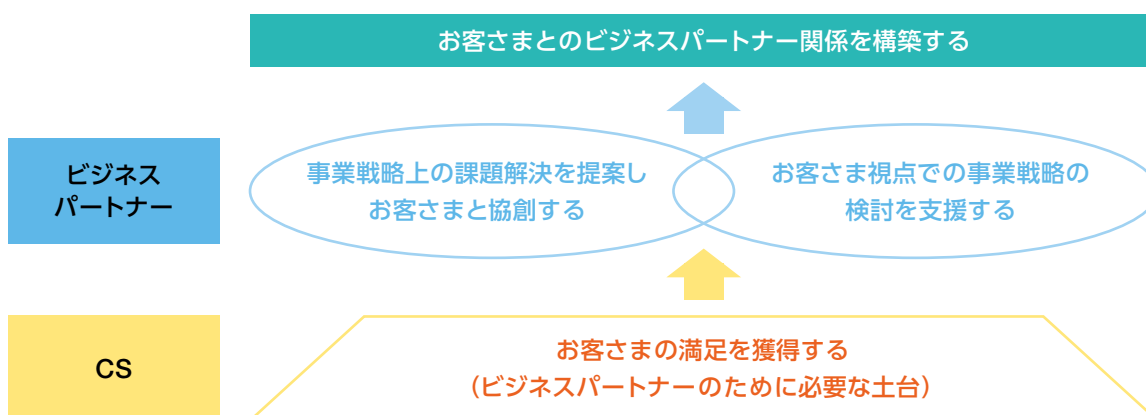 お客さまとのビジネスパートナー関係を構築する
ビジネス
パートナー
事業戦略上の課題解決を提案し
お客さまと協創する
お客さま視点での事業戦略の
検討を支援する
CS
お客さまの満足を獲得する
（ビジネスパートナーのために必要な土台）